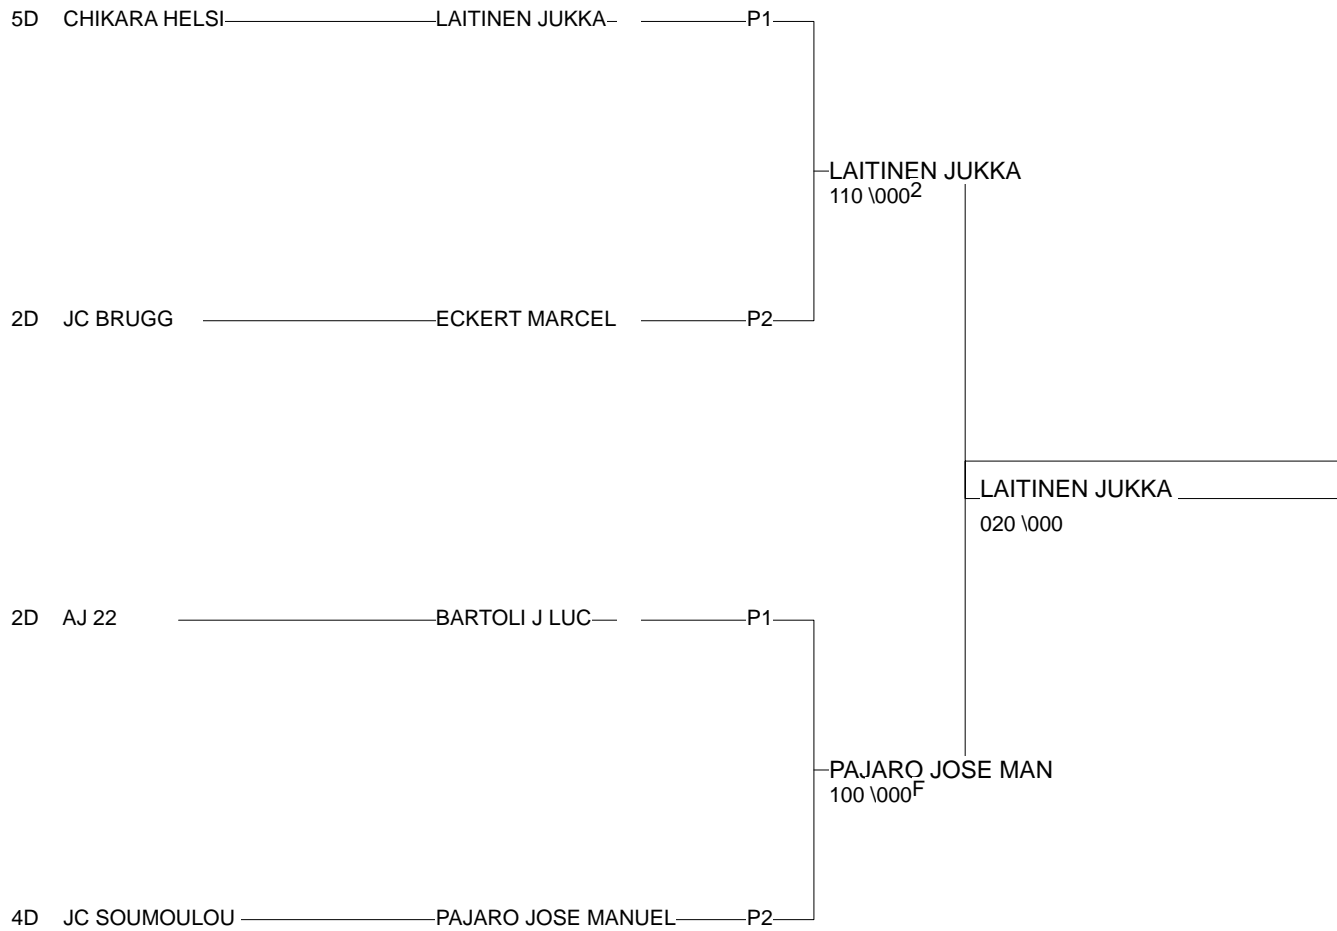 5D CHIKARA HELSI LAITINEN JUKKA P1
LAITINEN JUKKA
110 \000 2
2D JC BRUGG ECKERT MARCEL P2
LAITINEN JUKKA
020 \000
2D AJ 22 BARTOLI J LUC P1
PAJARO JOSE MAN
100 \000 F
4D JC SOUMOULOU PAJARO JOSE MANUEL P2